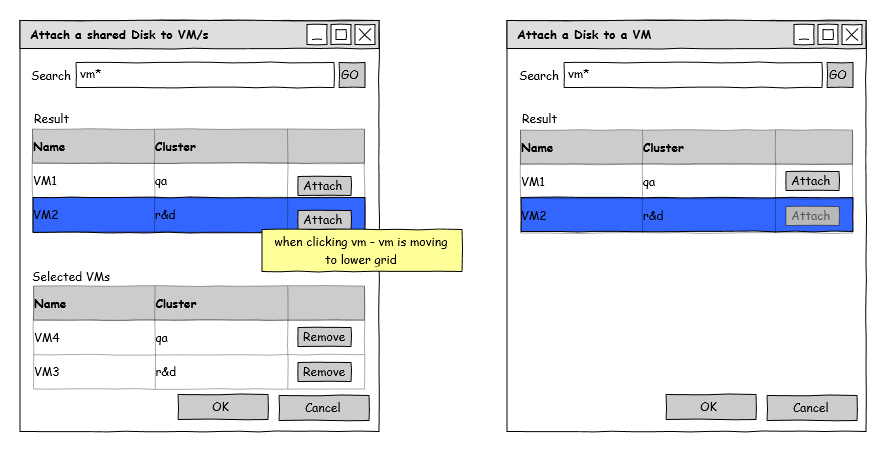 Attach a shared Disk to VM/s
Search vm* GO
Result
Name Cluster
VM1 qa Attach
VM2 r&d Attach
when clicking vm - vm is moving
to lower grid
Selected VMs
Name Cluster
VM4 qa Remove
VM3 r&d Remove
OK Cancel
Attach a Disk to a VM
Search vm* GO
Result
Name Cluster
VM1 qa Attach
VM2 r&d Attach
OK Cancel